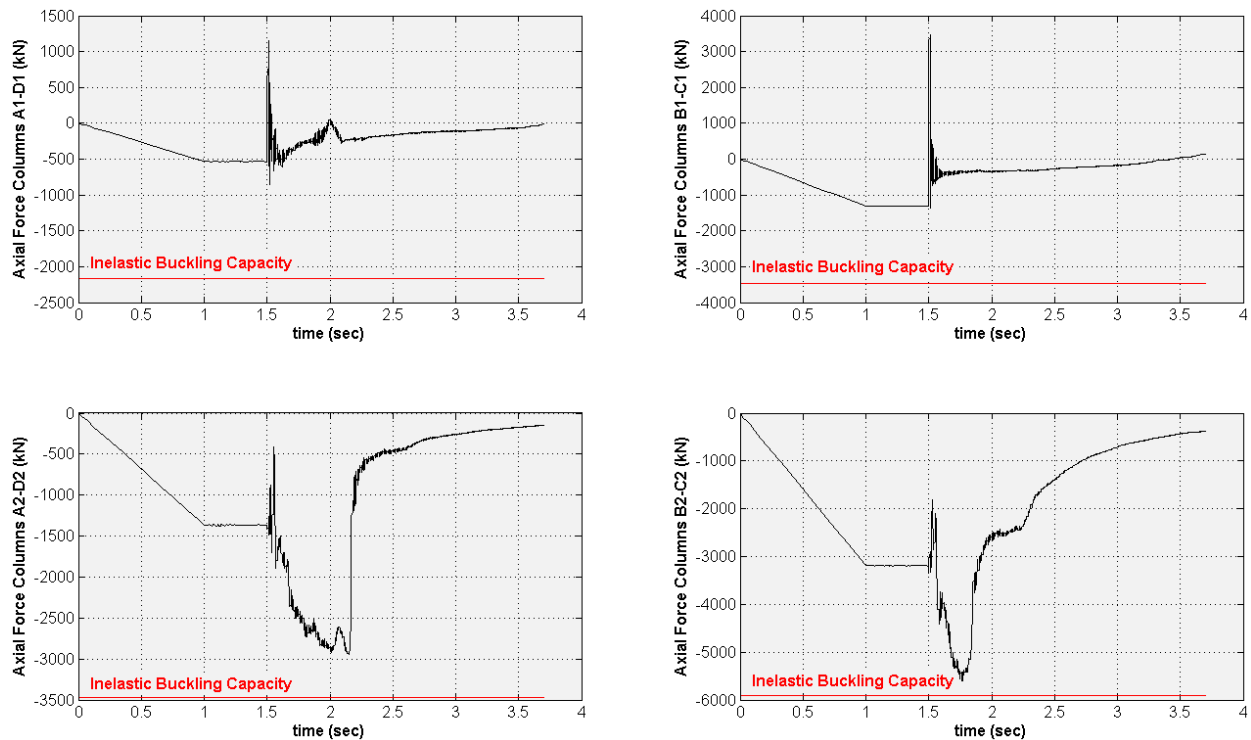 Axial Force Columns A1-D1 (kN)
1500
1000
500
0
-500
-1000
-1500
-2000
-2500
Inelastic Buckling Capacity
0 0.5 1 1.5 2 2.5 3 3.5 4
time (sec)
Axial Force Columns B1-C1 (kN)
4000
3000
2000
1000
0
-1000
-2000
-3000
-4000
Inelastic Buckling Capacity
0 0.5 1 1.5 2 2.5 3 3.5 4
time (sec)
Axial Force Columns A2-D2 (kN)
0
-500
-1000
-1500
-2000
-2500
-3000
-3500
Inelastic Buckling Capacity
0 0.5 1 1.5 2 2.5 3 3.5 4
time (sec)
Axial Force Columns B2-C2 (kN)
0
-1000
-2000
-3000
-4000
-5000
-6000
Inelastic Buckling Capacity
0 0.5 1 1.5 2 2.5 3 3.5 4
time (sec)